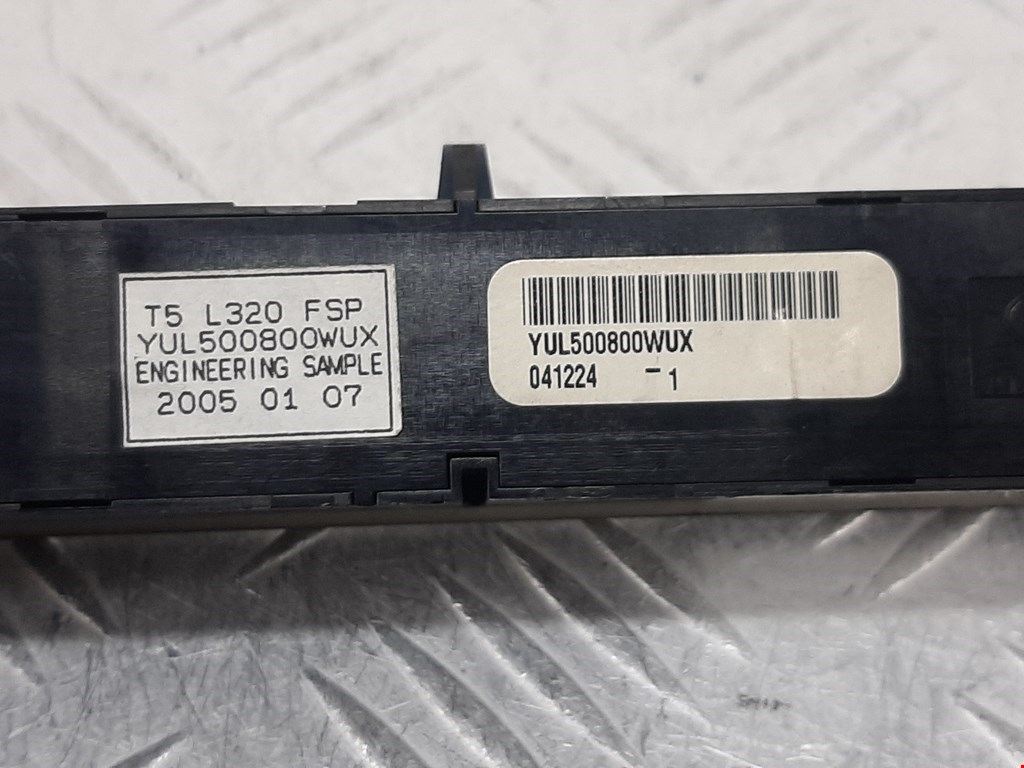 T5 L320 FSP
YUL500800WUX
ENGINEERING SAMPLE
2005 01 07
YUL500800WUX
041224 - 1